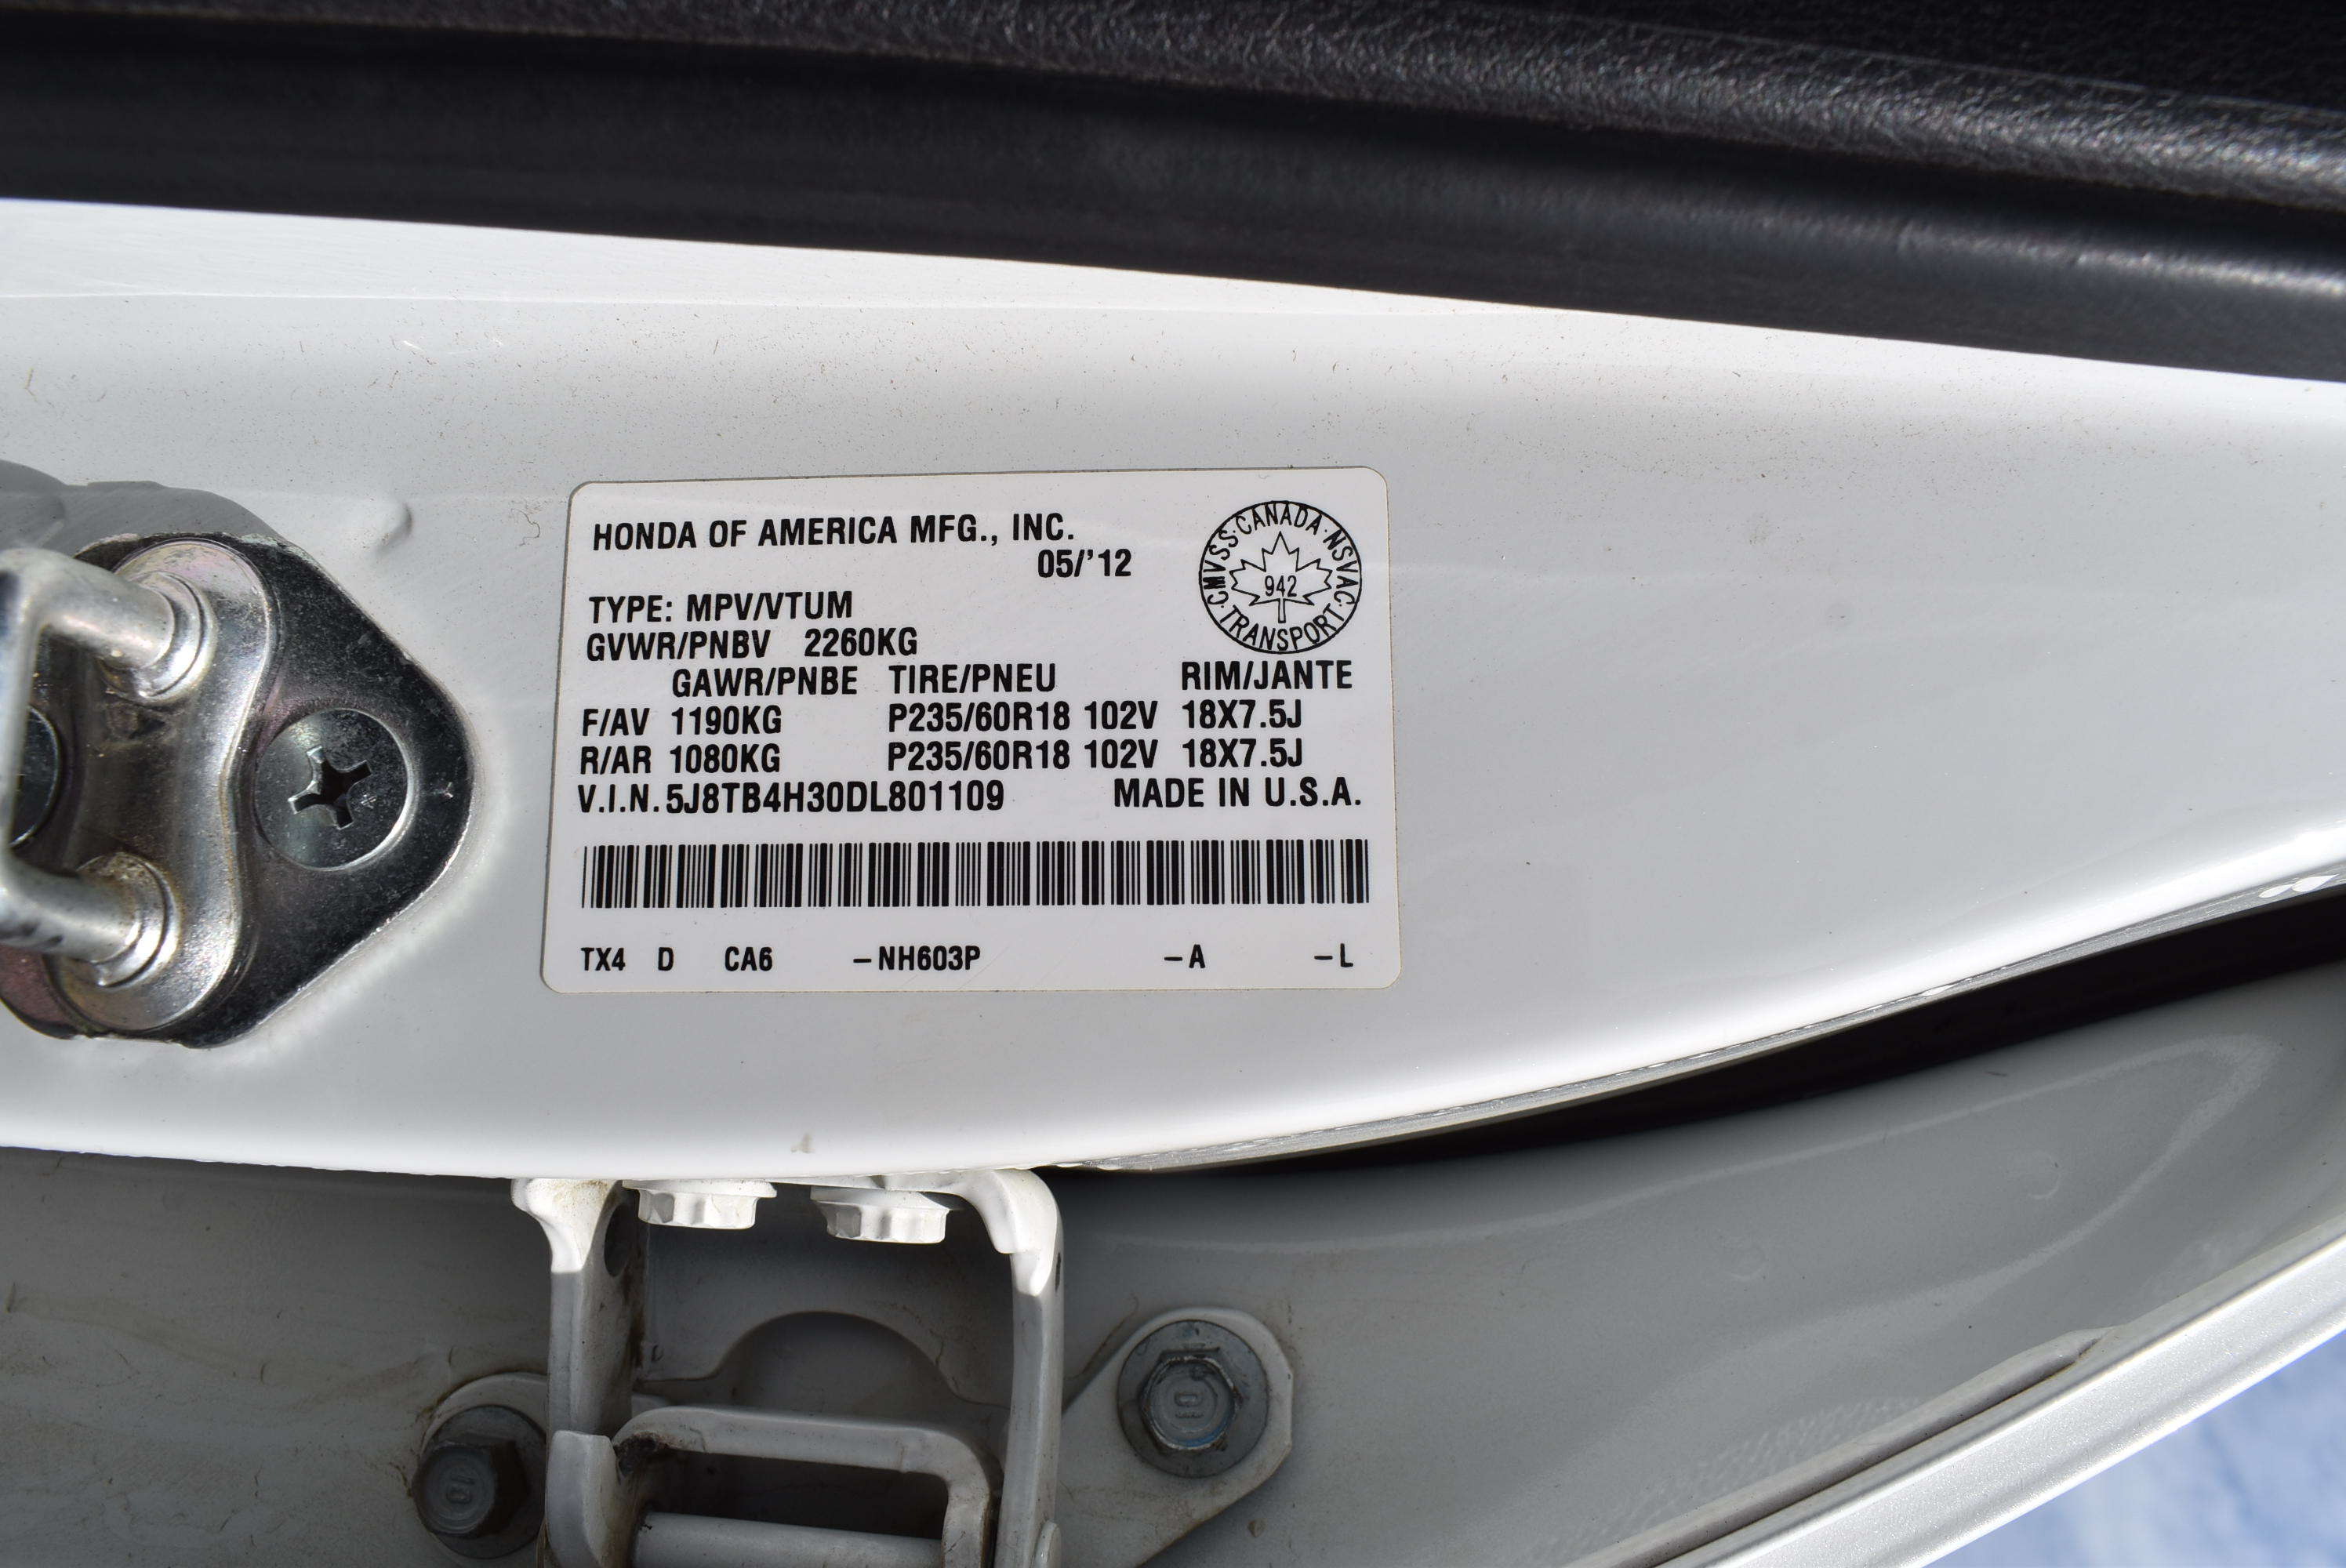 HONDA OF AMERICA MFG., INC.
05/'12
CMVSS · CANADA · NSVAC · TRANSPORT ·
942
TYPE: MPV/VTUM
GVWR/PNBV 2260KG
GAWR/PNBE TIRE/PNEU RIM/JANTE
F/AV 1190KG P235/60R18 102V 18X7.5J
R/AR 1080KG P235/60R18 102V 18X7.5J
V.I.N. 5J8TB4H30DL801109 MADE IN U.S.A.
TX4 D CA6 –NH603P –A –L